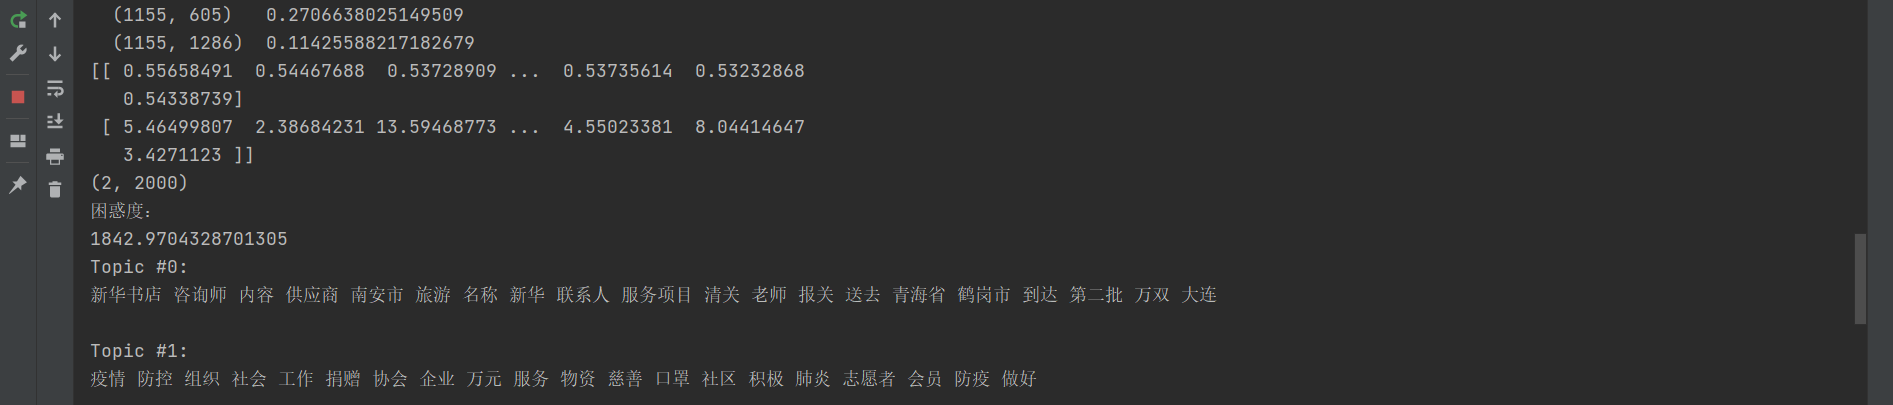 (1155, 605)   0.2706638025149509
(1155, 1286)  0.11425588217182679
[[ 0.55658491  0.54467688  0.53728909 ...  0.53735614  0.53232868
   0.54338739]
 [ 5.46499807  2.38684231 13.59468773 ...  4.55023381  8.04414647
   3.4271123 ]]
(2, 2000)
困惑度:
1842.9704328701305
Topic #0:
新华书店 咨询师 内容 供应商 南安市 旅游 名称 新华 联系人 服务项目 清关 老师 报关 送去 青海省 鹤岗市 到达 第二批 万双 大连
Topic #1:
疫情 防控 组织 社会 工作 捐赠 协会 企业 万元 服务 物资 慈善 口罩 社区 积极 肺炎 志愿者 会员 防疫 做好